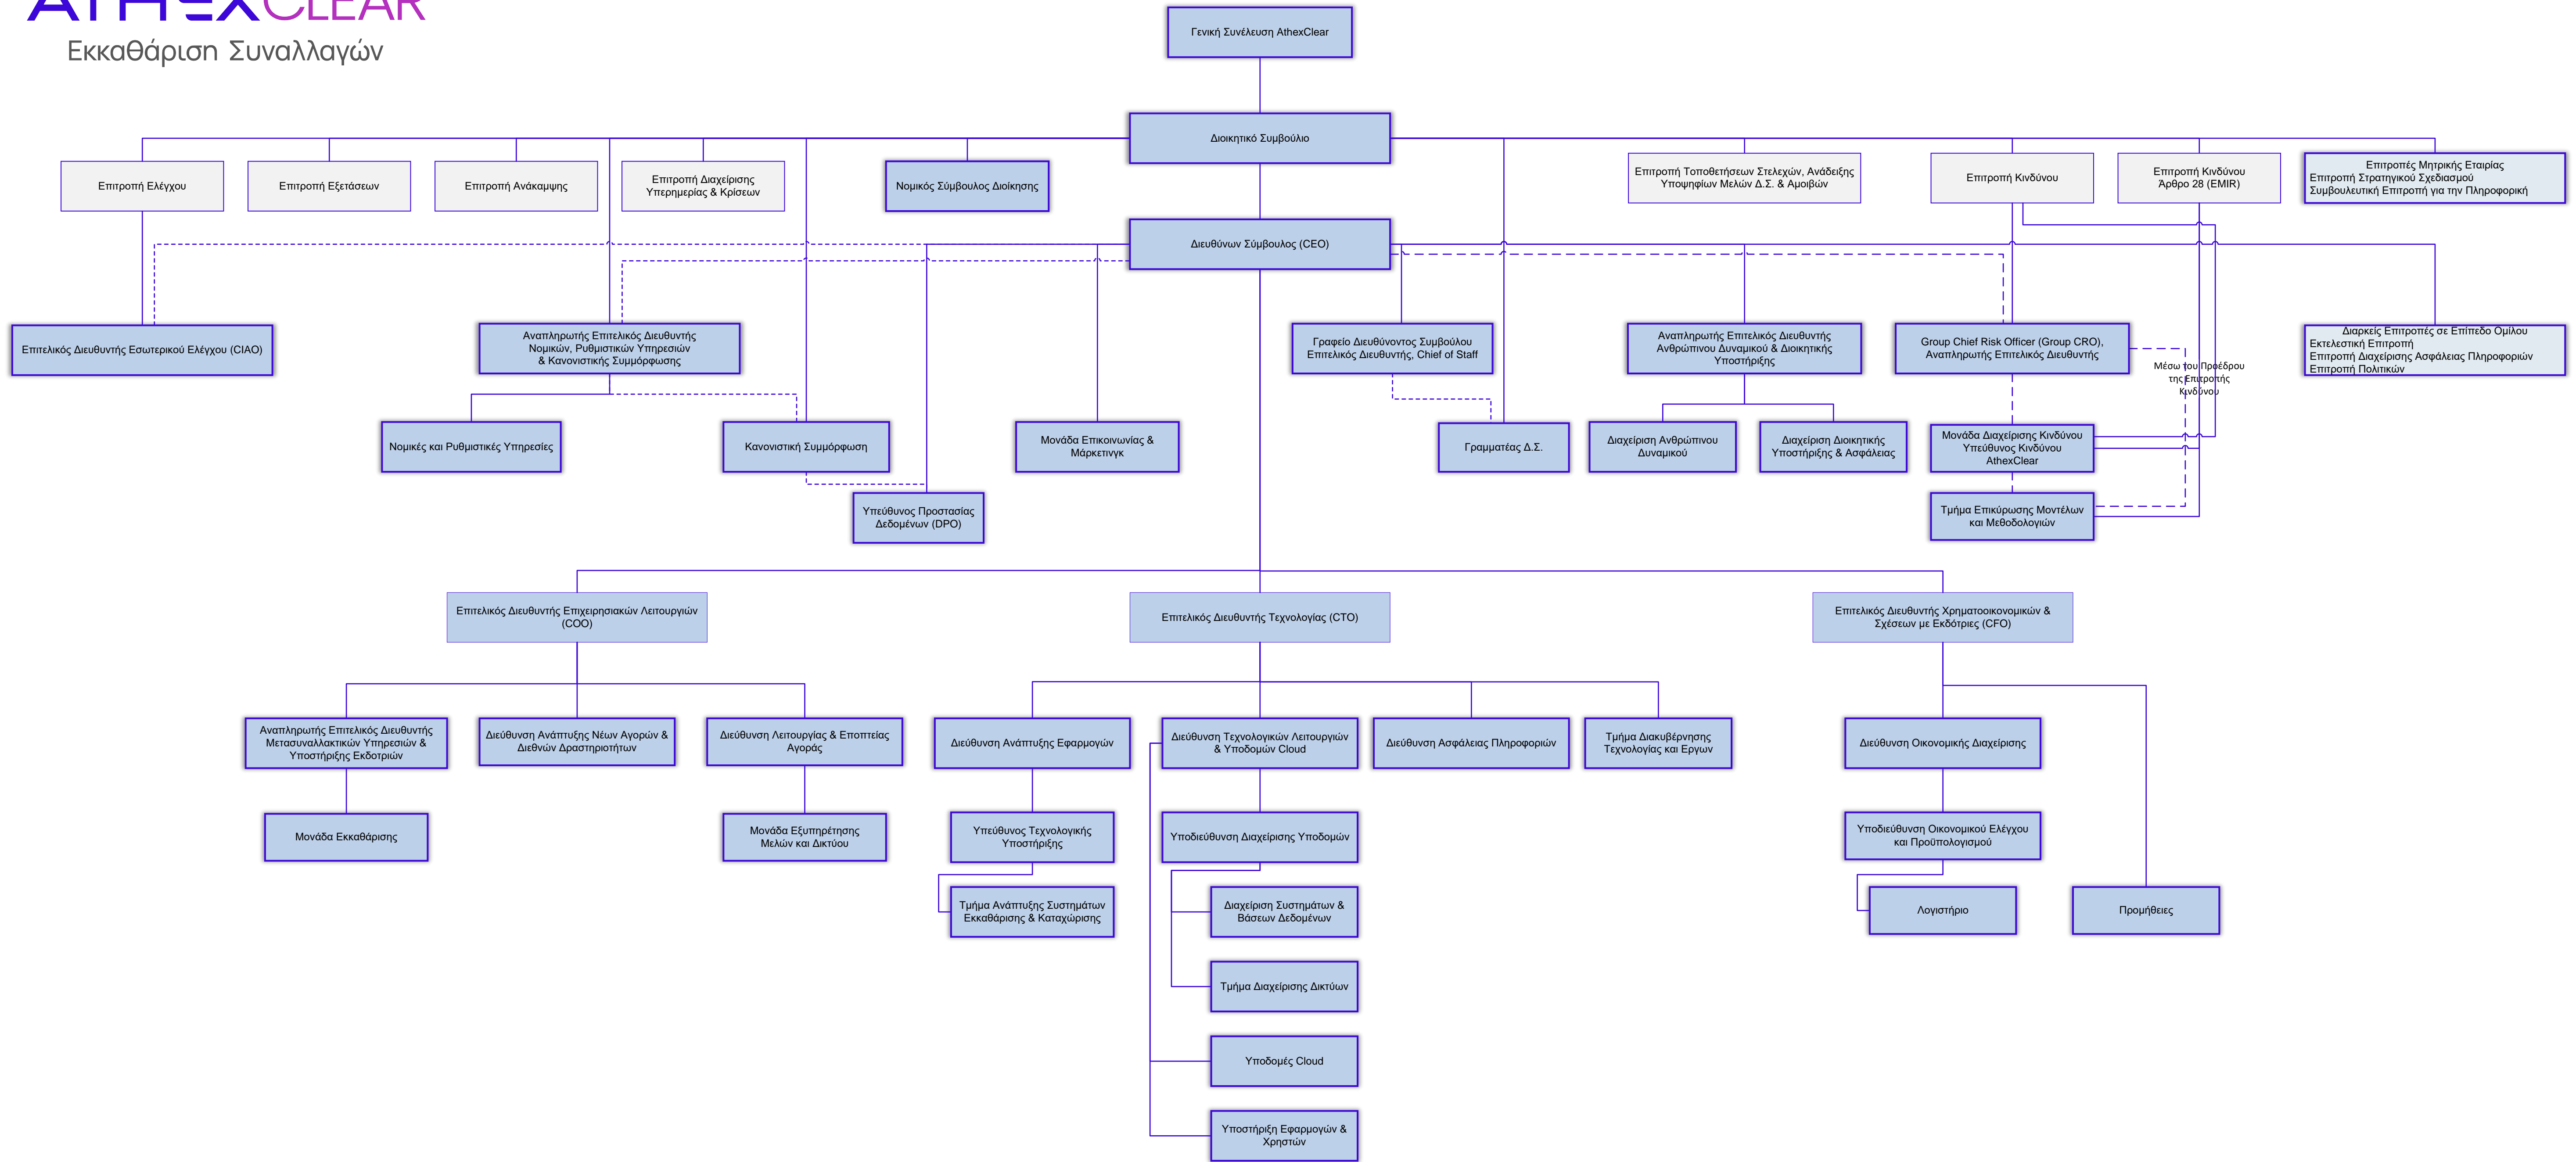 ATHEXCLEAR
Εκκαθάριση Συναλλαγών
Γενική Συνέλευση AthexClear
Διοικητικό Συμβούλιο
Επιτροπή Ελέγχου
Επιτροπή Εξετάσεων
Επιτροπή Ανάκαμψης
Επιτροπή Διαχείρισης
Υπερημερίας & Κρίσεων
Νομικός Σύμβουλος Διοίκησης
Επιτροπή Τοποθετήσεων Στελεχών, Ανάδειξης
Υποψηφίων Μελών Δ.Σ. & Αμοιβών
Επιτροπή Κινδύνου
Επιτροπή Κινδύνου
Άρθρο 28 (EMIR)
Επιτροπές Μητρικής Εταιρίας
Επιτροπή Στρατηγικού Σχεδιασμού
Συμβουλευτική Επιτροπή για την Πληροφορική
Διευθύνων Σύμβουλος (CEO)
Επιτελικός Διευθυντής Εσωτερικού Ελέγχου (CIAO)
Αναπληρωτής Επιτελικός Διευθυντής
Νομικών, Ρυθμιστικών Υπηρεσιών
& Κανονιστικής Συμμόρφωσης
Γραφείο Διευθύνοντος Συμβούλου
Επιτελικός Διευθυντής, Chief of Staff
Αναπληρωτής Επιτελικός Διευθυντής
Ανθρώπινου Δυναμικού & Διοικητικής
Υποστήριξης
Group Chief Risk Officer (Group CRO),
Αναπληρωτής Επιτελικός Διευθυντής
Μέσω του Προέδρου
της Επιτροπής
Κινδύνου
Διαρκείς Επιτροπές σε Επίπεδο Ομίλου
Εκτελεστική Επιτροπή
Επιτροπή Διαχείρισης Ασφάλειας Πληροφοριών
Επιτροπή Πολιτικών
Νομικές και Ρυθμιστικές Υπηρεσίες
Κανονιστική Συμμόρφωση
Μονάδα Επικοινωνίας &
Μάρκετινγκ
Γραμματέας Δ.Σ.
Διαχείριση Ανθρώπινου
Δυναμικού
Διαχείριση Διοικητικής
Υποστήριξης & Ασφάλειας
Μονάδα Διαχείρισης Κινδύνου
Υπεύθυνος Κινδύνου
AthexClear
Υπεύθυνος Προστασίας
Δεδομένων (DPO)
Τμήμα Επικύρωσης Μοντέλων
και Μεθοδολογιών
Επιτελικός Διευθυντής Επιχειρησιακών Λειτουργιών
(COO)
Επιτελικός Διευθυντής Τεχνολογίας (CTO)
Επιτελικός Διευθυντής Χρηματοοικονομικών &
Σχέσεων με Εκδότριες (CFO)
Αναπληρωτής Επιτελικός Διευθυντής
Μετασυναλλακτικών Υπηρεσιών &
Υποστήριξης Εκδοτριών
Διεύθυνση Ανάπτυξης Νέων Αγορών &
Διεθνών Δραστηριοτήτων
Διεύθυνση Λειτουργίας & Εποπτείας
Αγοράς
Διεύθυνση Ανάπτυξης Εφαρμογών
Διεύθυνση Τεχνολογικών Λειτουργιών
& Υποδομών Cloud
Διεύθυνση Ασφάλειας Πληροφοριών
Τμήμα Διακυβέρνησης
Τεχνολογίας και Εργων
Διεύθυνση Οικονομικής Διαχείρισης
Μονάδα Εκκαθάρισης
Μονάδα Εξυπηρέτησης
Μελών και Δικτύου
Υπεύθυνος Τεχνολογικής
Υποστήριξης
Υποδιεύθυνση Διαχείρισης Υποδομών
Υποδιεύθυνση Οικονομικού Ελέγχου
και Προϋπολογισμού
Τμήμα Ανάπτυξης Συστημάτων
Εκκαθάρισης & Καταχώρισης
Διαχείριση Συστημάτων &
Βάσεων Δεδομένων
Λογιστήριο
Προμήθειες
Τμήμα Διαχείρισης Δικτύων
Υποδομές Cloud
Υποστήριξη Εφαρμογών &
Χρηστών